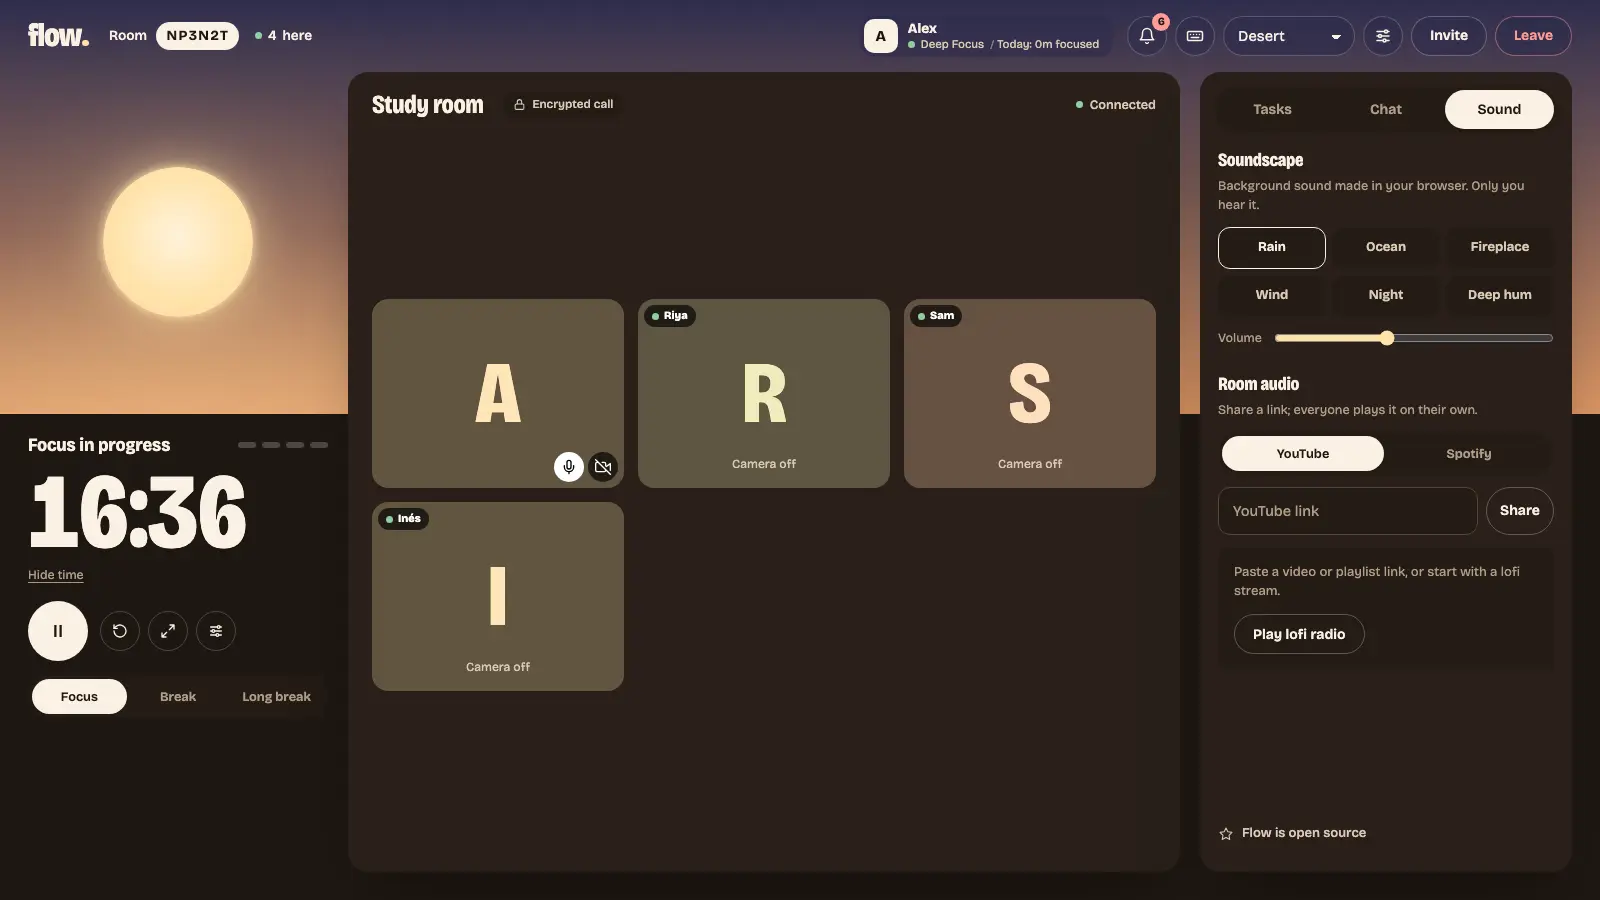 flow.
Room NP3N2T 4 here
A
Alex
Deep Focus / Today: 0m focused
6
Desert
Invite
Leave
Focus in progress
16:36
Hide time
Focus
Break
Long break
Study room
Encrypted call
Connected
A
Riya
R
Camera off
Sam
S
Camera off
Inés
I
Camera off
Tasks
Chat
Sound
Soundscape
Background sound made in your browser. Only you
hear it.
Rain
Ocean
Fireplace
Wind
Night
Deep hum
Volume
Room audio
Share a link; everyone plays it on their own.
YouTube
Spotify
YouTube link
Share
Paste a video or playlist link, or start with a lofi
stream.
Play lofi radio
Flow is open source